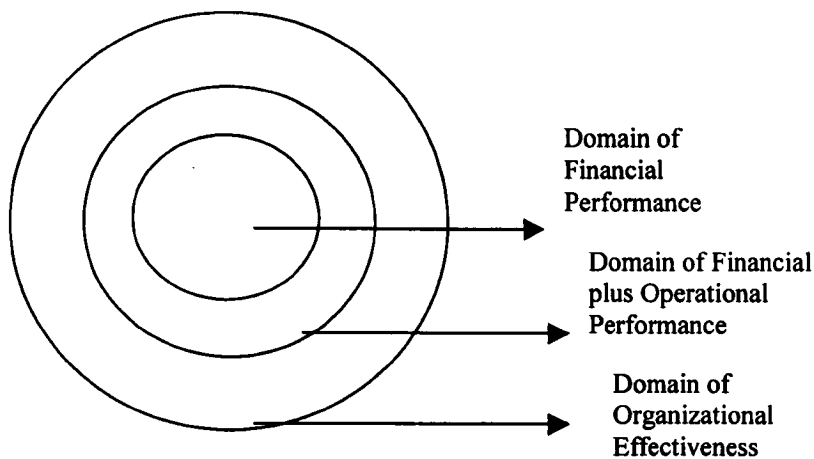 Domain of
Financial
Performance
Domain of Financial
plus Operational
Performance
Domain of
Organizational
Effectiveness